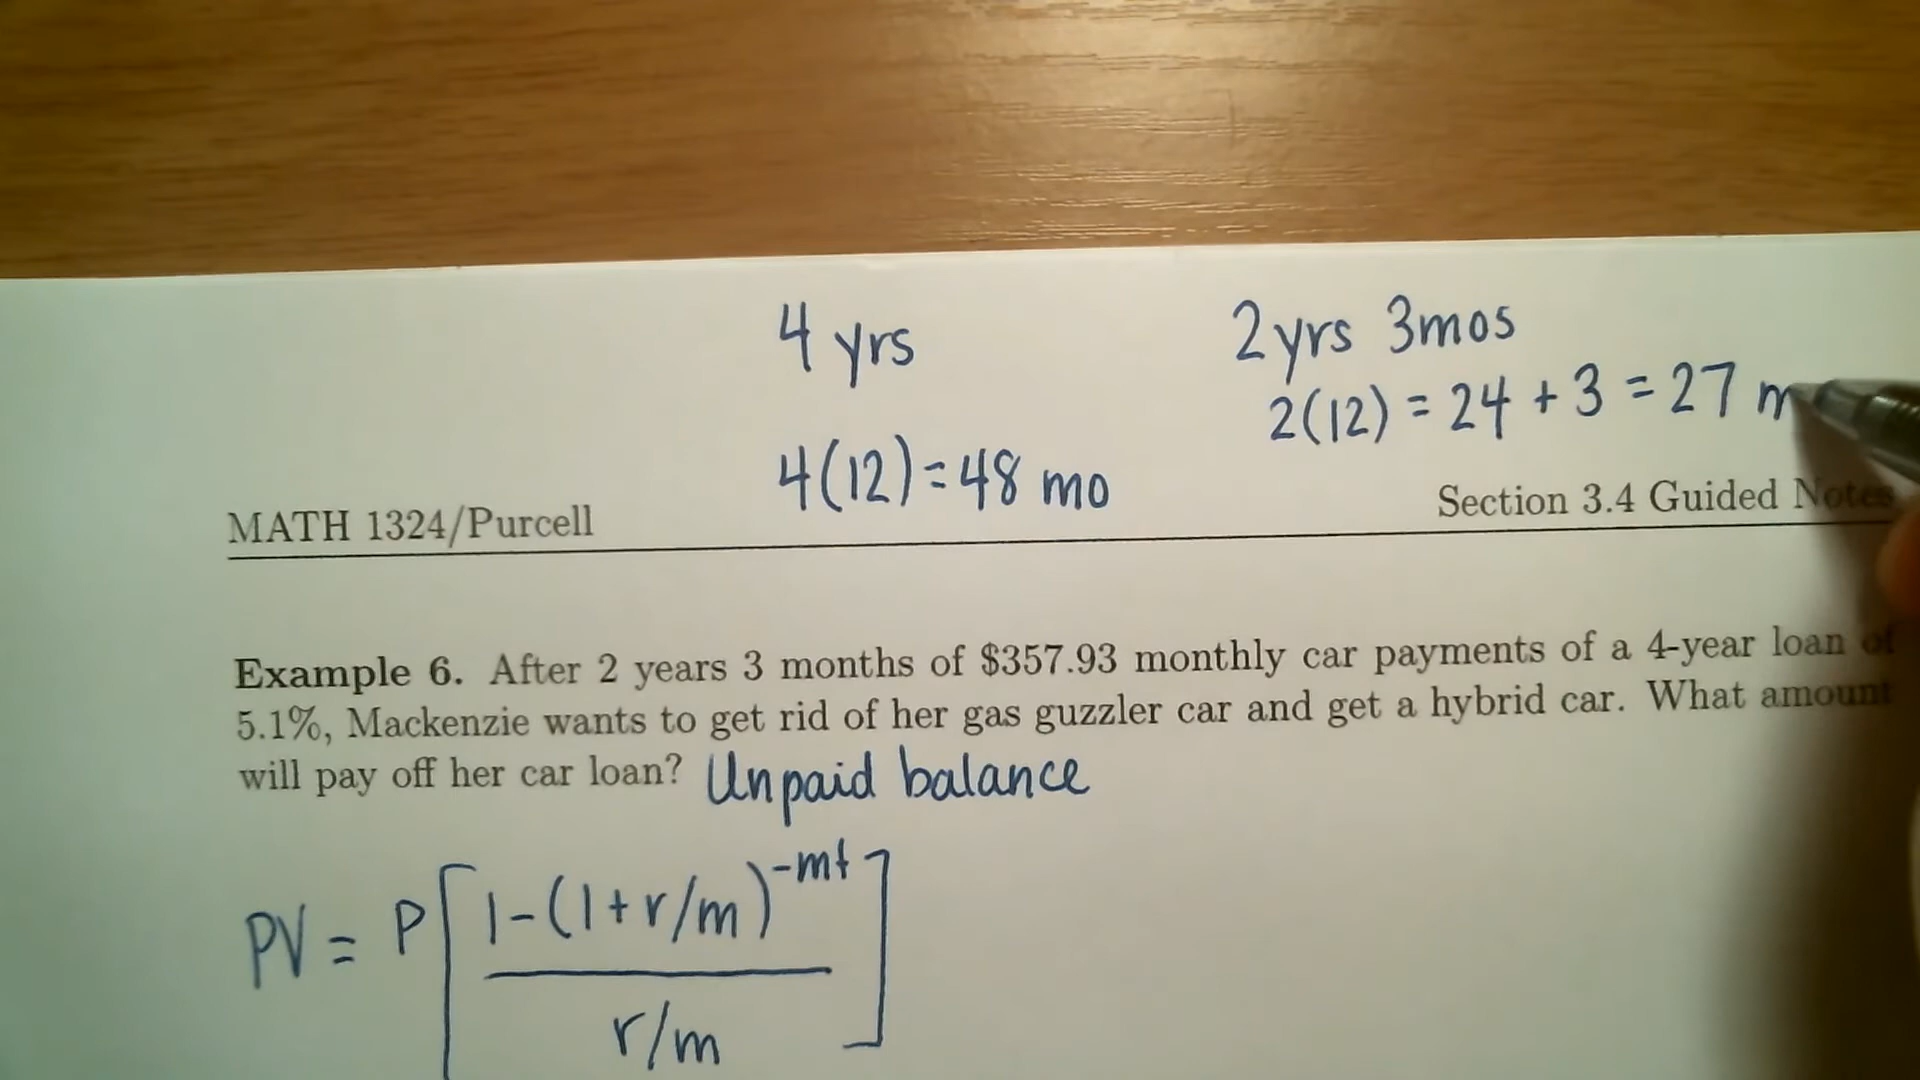 4 yrs
2yrs 3mos
2(12) = 24 + 3 = 27 m
4(12) = 48 mo
MATH 1324/Purcell
Section 3.4 Guided Notes
Example 6. After 2 years 3 months of $357.93 monthly car payments of a 4-year loan of
5.1%, Mackenzie wants to get rid of her gas guzzler car and get a hybrid car. What amount
will pay off her car loan? Unpaid balance
PV = P[1-(1+r/m)^-mt
r/m]